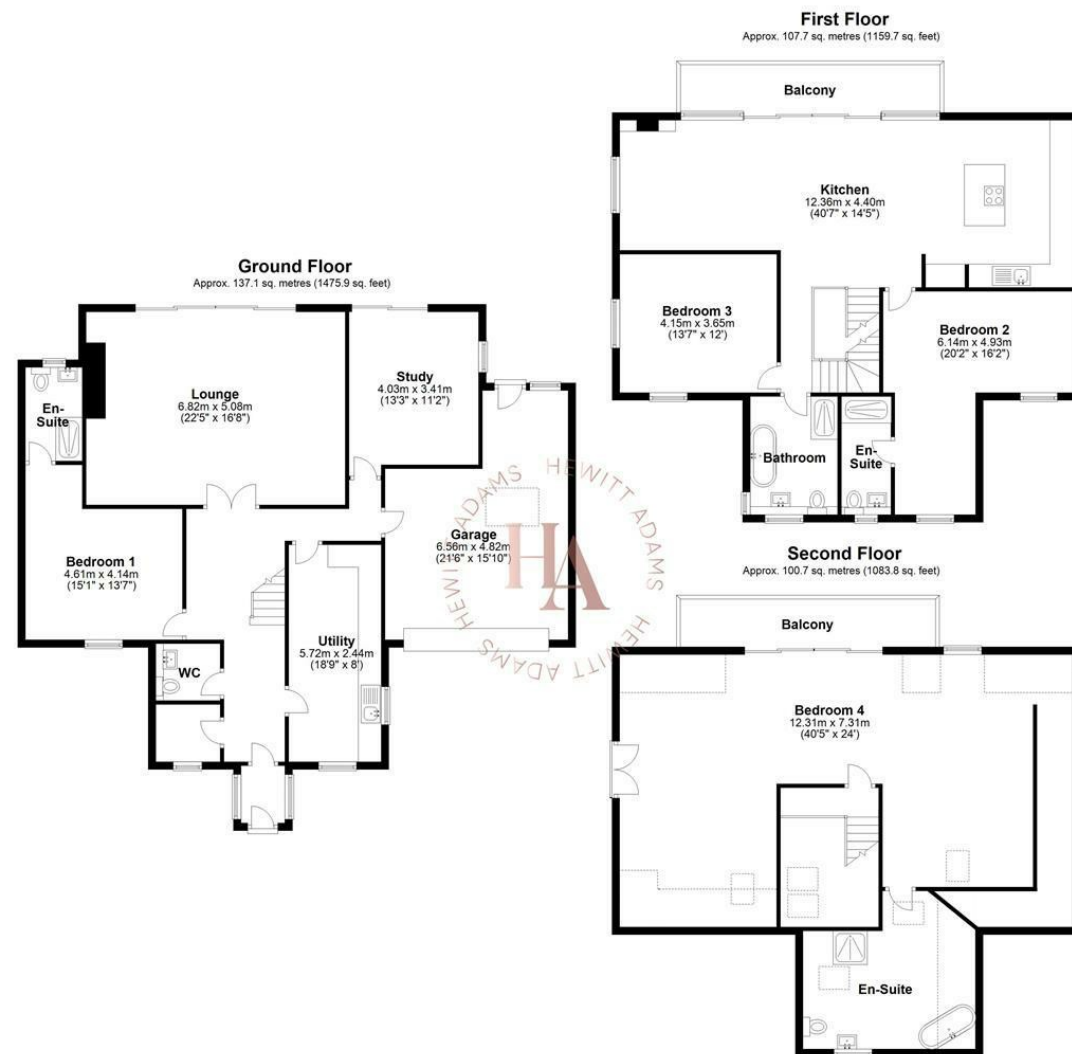 Ground Floor
Approx. 137.1 sq. metres (1475.9 sq. feet)
En-
Suite
Lounge
6.82m x 5.08m
(22'5" x 16'8")
Study
4.03m x 3.41m
(13'3" x 11'2")
Bedroom 1
4.61m x 4.14m
(15'1" x 13'7")
Garage
6.56m x 4.82m
(21'6" x 15'10")
WC
Utility
5.72m x 2.44m
(18'9" x 8')
HEWITT ADAMS HEWITT ADAMS HEWITT ADAMS
HA
First Floor
Approx. 107.7 sq. metres (1159.7 sq. feet)
Balcony
Kitchen
12.36m x 4.40m
(40'7" x 14'5")
Bedroom 3
4.15m x 3.65m
(13'7" x 12')
Bedroom 2
6.14m x 4.93m
(20'2" x 16'2")
Bathroom
En-
Suite
Second Floor
Approx. 100.7 sq. metres (1083.8 sq. feet)
Balcony
Bedroom 4
12.31m x 7.31m
(40'5" x 24')
En-Suite